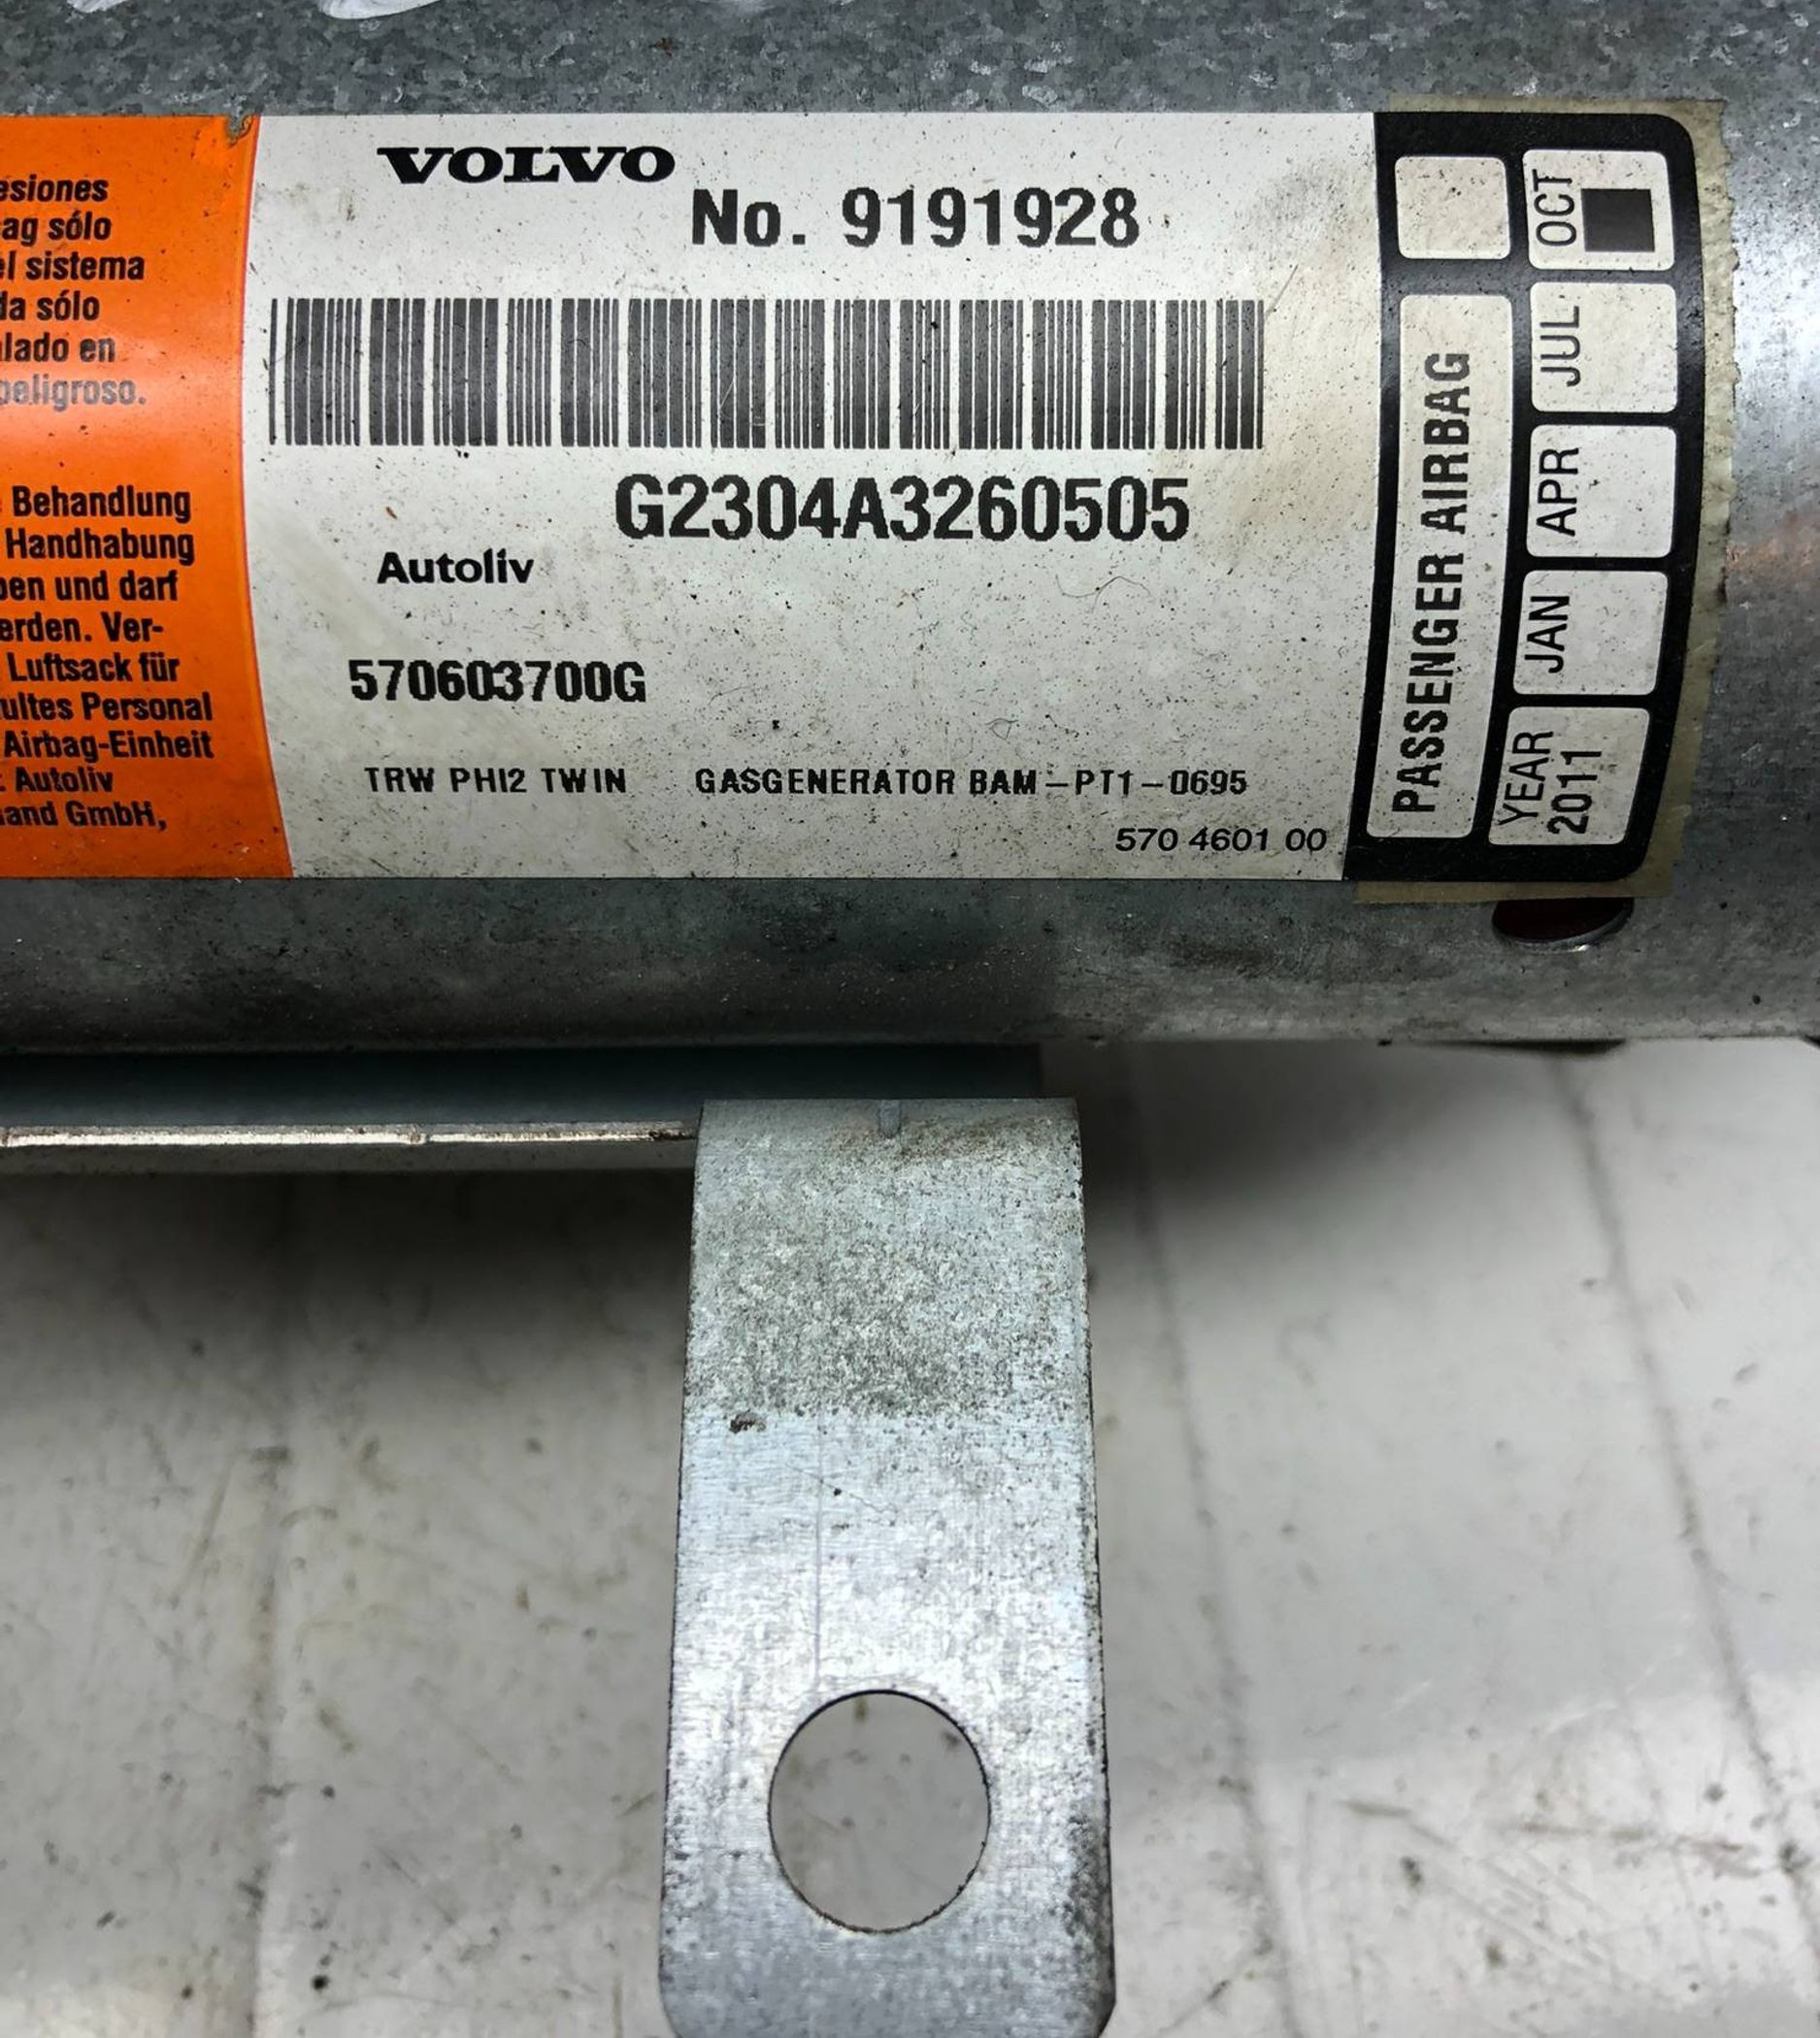 esiones
ag sólo
el sistema
da sólo
lado en
peligroso.
Behandlung
Handhabung
ben und darf
erden. Ver-
Luftsack für
ultes Personal
Airbag-Einheit
: Autoliv
and GmbH,
VOLVO
No. 9191928
G2304A3260505
Autoliv
570603700G
TRW PHI2 TWIN GASGENERATOR BAM-PT1-0695
570 4601 00
PASSENGER AIRBAG
OCT
JUL
APR
JAN
YEAR
2011